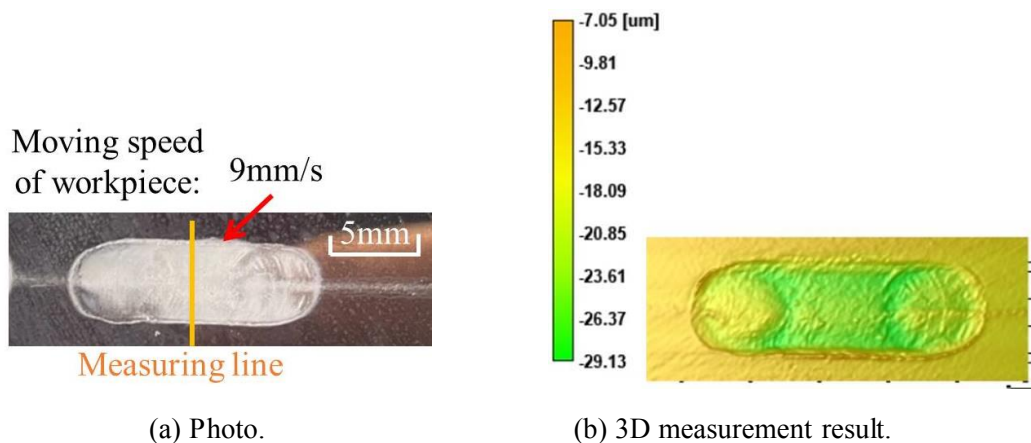 Moving speed
of workpiece:
9mm/s
5mm
Measuring line
-7.05 [um]
-9.81
-12.57
-15.33
-18.09
-20.85
-23.61
-26.37
-29.13
(a) Photo.
(b) 3D measurement result.